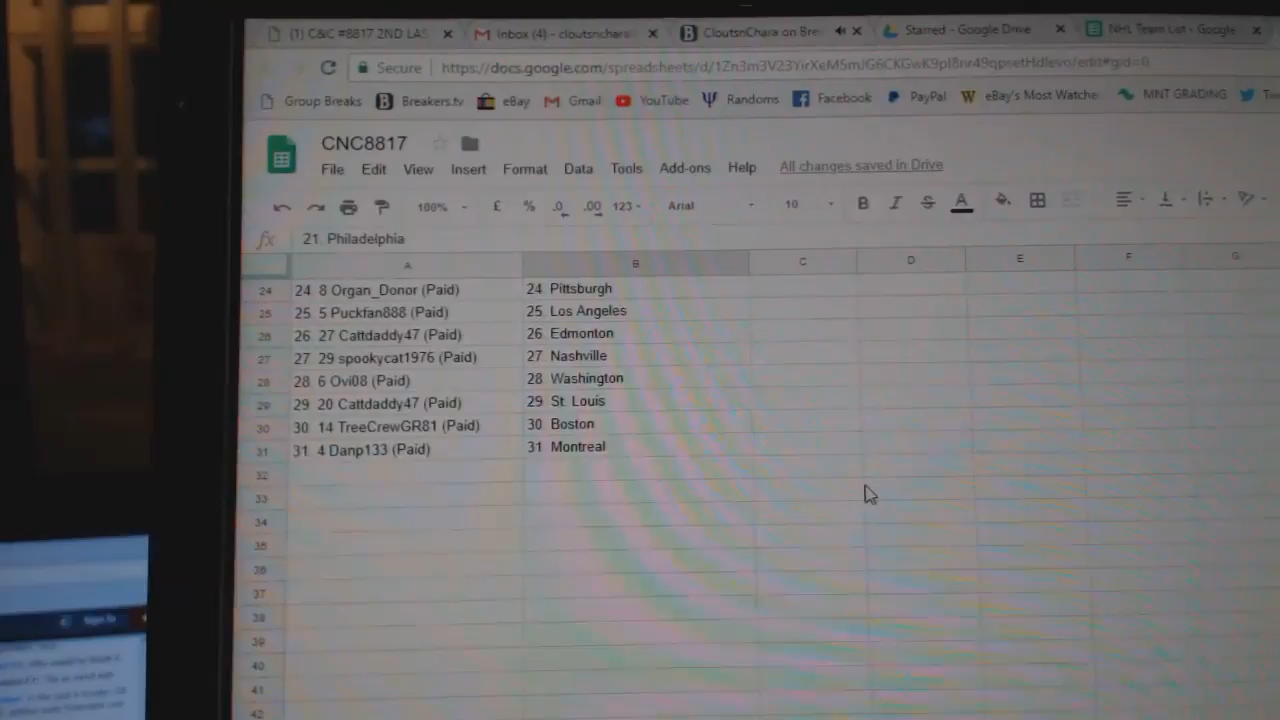 (1) C&C #8817 2ND LAS
Inbox (4) - cloutsnchara
CloutsnChara on Bre
Starred - Google Drive
NHL Team List - Google
Secure
Group Breaks
Breakers.tv
eBay
Gmail
YouTube
Randoms
Facebook
PayPal
eBay's Most Watche
MNT GRADING
CNC8817
File Edit View Insert Format Data Tools Add-ons Help All changes saved in Drive
100% £ % .0 .00 123 Arial 10 B I S A
fx 21 Philadelphia
A B C D E F G
24 24 8 Organ_Donor (Paid) 24 Pittsburgh
25 25 5 Puckfan888 (Paid) 25 Los Angeles
26 26 27 Cattdaddy47 (Paid) 26 Edmonton
27 27 29 spookycat1976 (Paid) 27 Nashville
28 28 6 Ovi08 (Paid) 28 Washington
29 29 20 Cattdaddy47 (Paid) 29 St. Louis
30 30 14 TreeCrewGR81 (Paid) 30 Boston
31 31 4 Danp133 (Paid) 31 Montreal
32
33
34
35
36
37
38
39
40
41
42